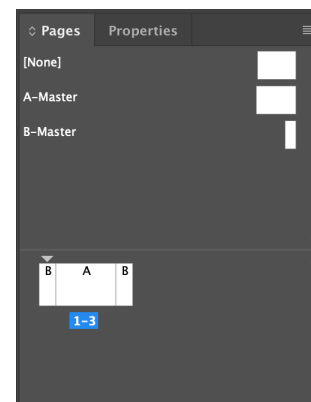 Pages Properties
[None]
A-Master
B-Master
B A B
1-3